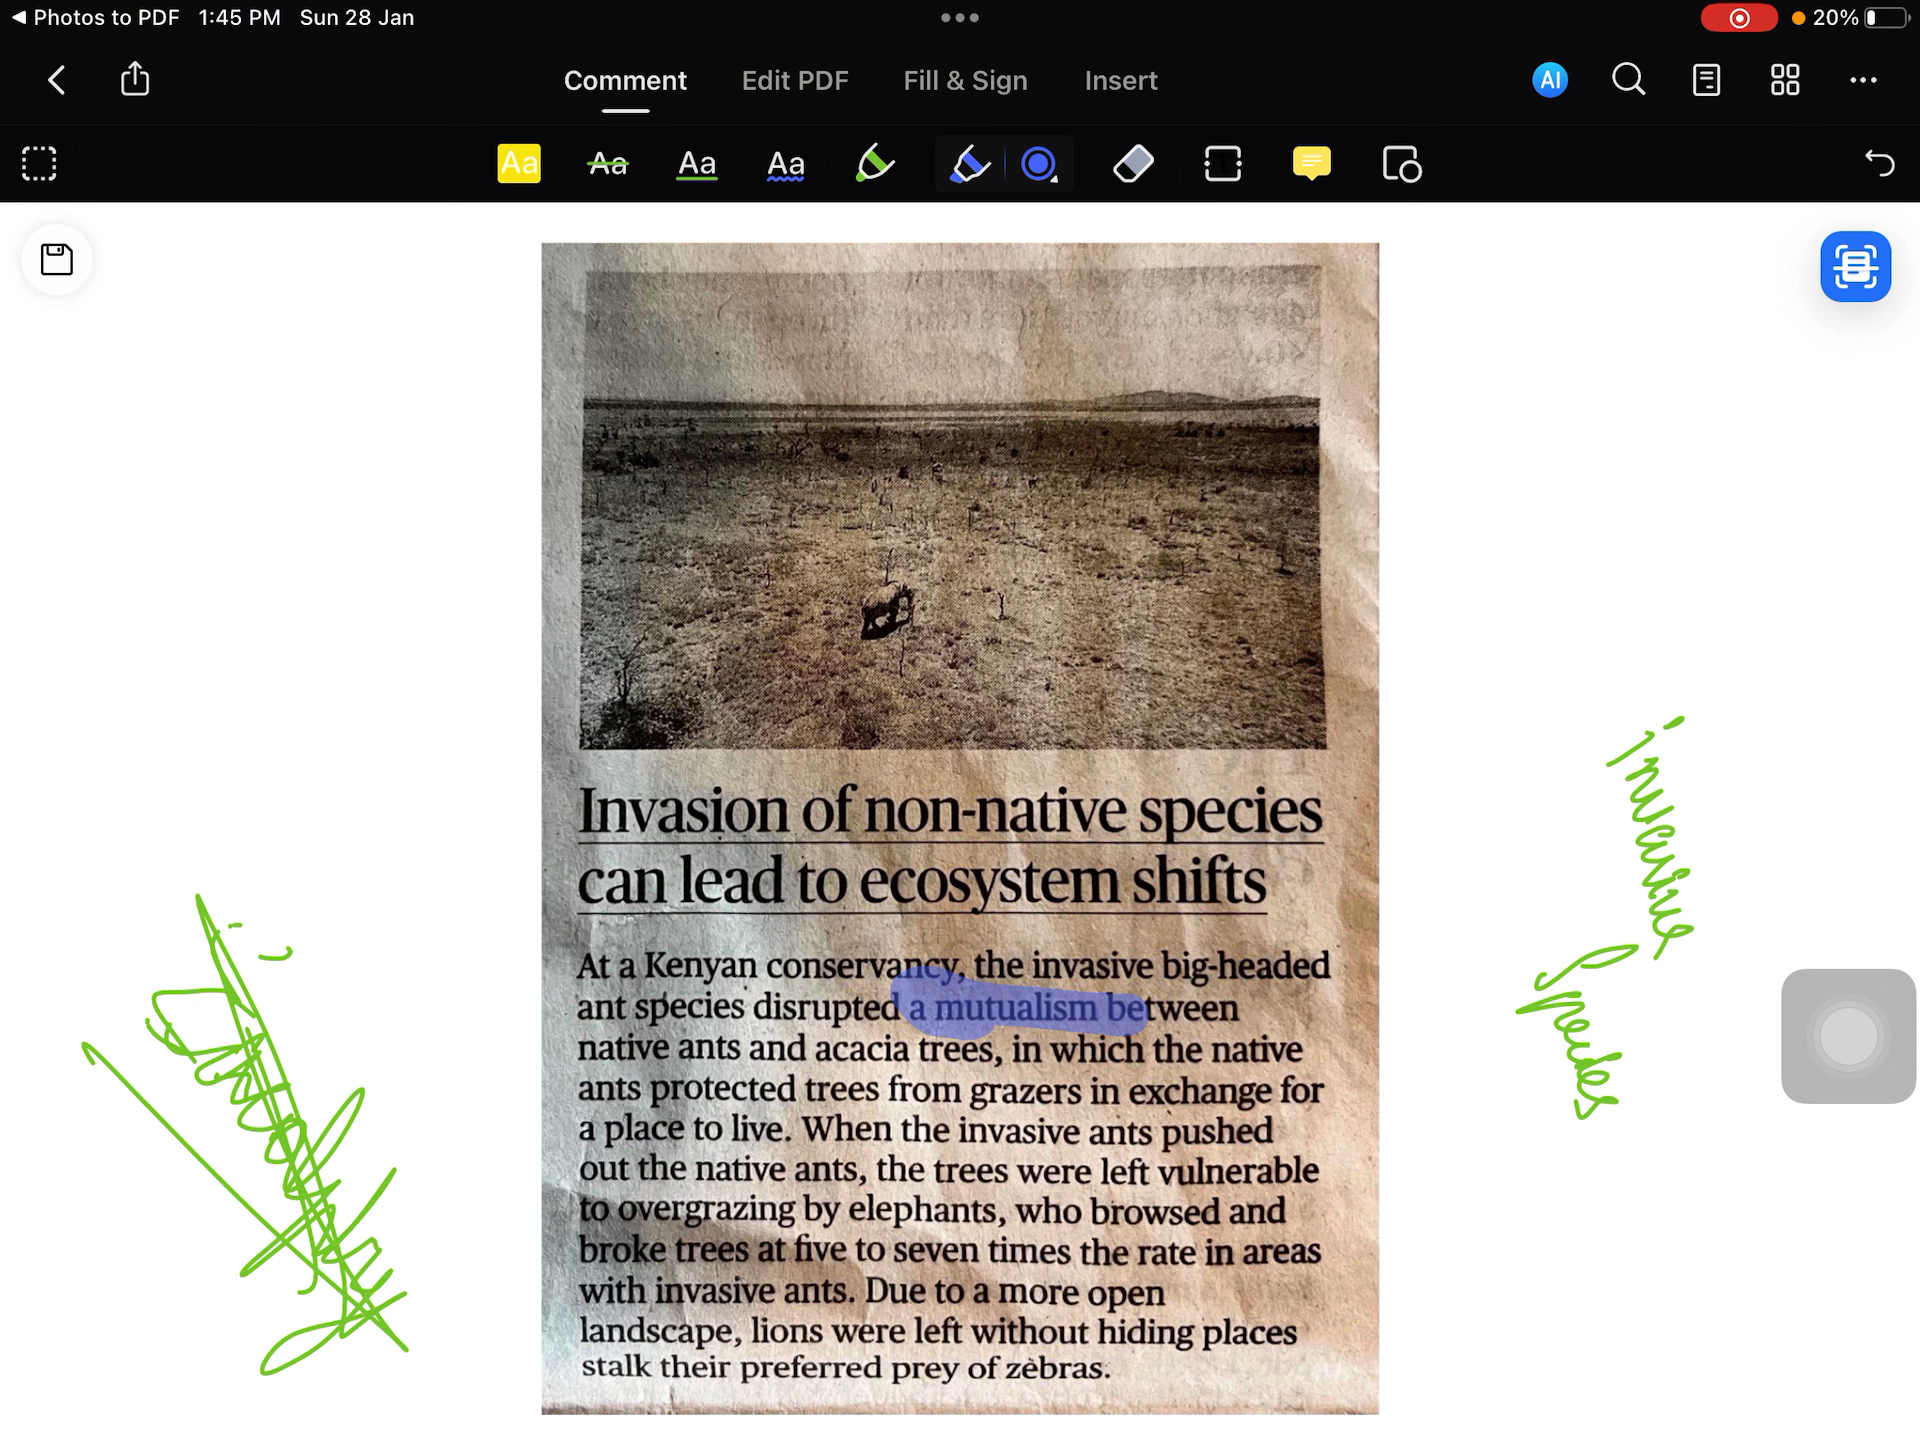 Photos to PDF 1:45 PM Sun 28 Jan 20%
Comment Edit PDF Fill & Sign Insert AI
Aa Aa Aa Aa T
Invasion of non-native species
can lead to ecosystem shifts
At a Kenyan conservancy, the invasive big-headed
ant species disrupted a mutualism between
native ants and acacia trees, in which the native
ants protected trees from grazers in exchange for
a place to live. When the invasive ants pushed
out the native ants, the trees were left vulnerable
to overgrazing by elephants, who browsed and
broke trees at five to seven times the rate in areas
with invasive ants. Due to a more open
landscape, lions were left without hiding places
stalk their preferred prey of zebras.
invasive
Species